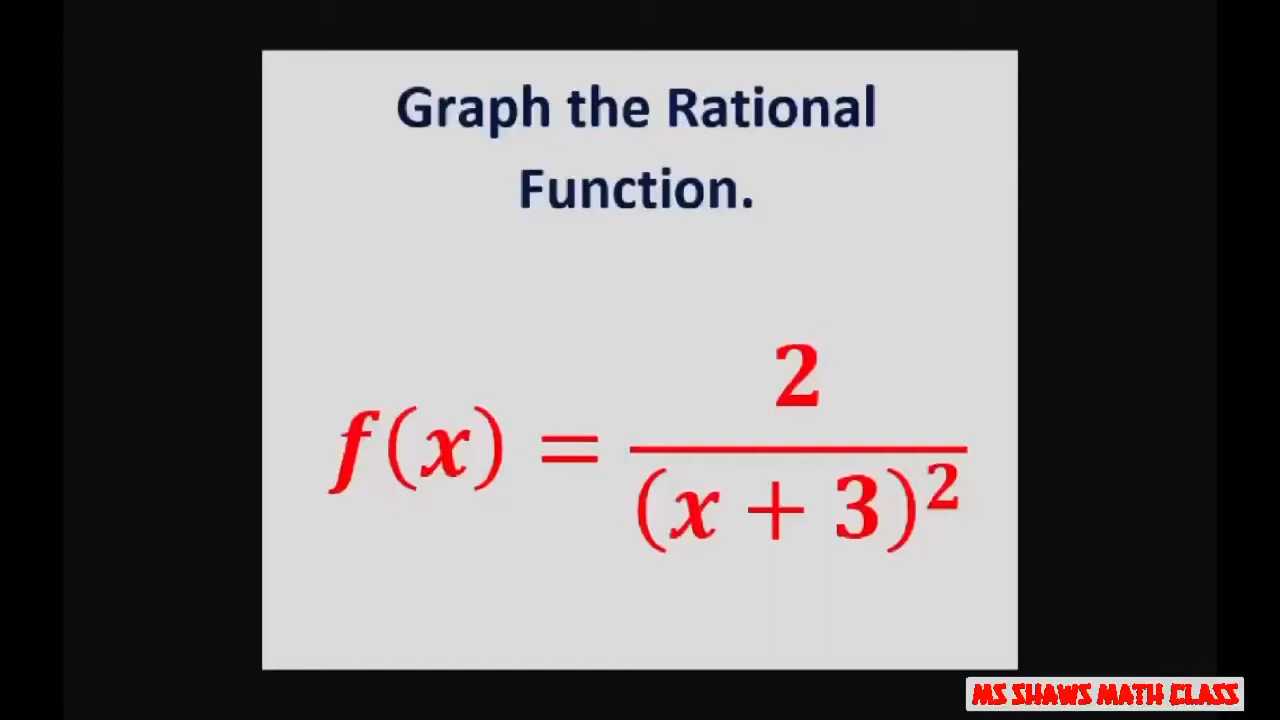 Graph the Rational
Function.
f(x) = 2/(x + 3)²
MS SHAWS MATH CLASS